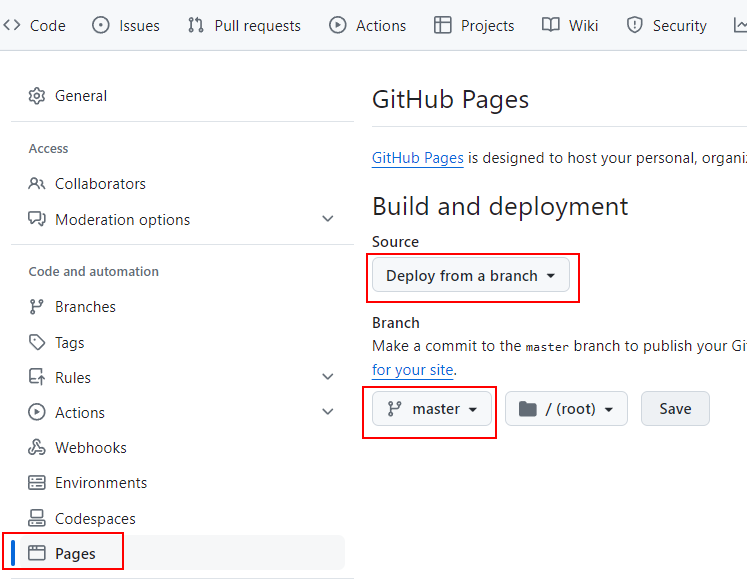 Code Issues Pull requests Actions Projects Wiki Security
General
Access
Collaborators
Moderation options
Code and automation
Branches
Tags
Rules
Actions
Webhooks
Environments
Codespaces
Pages
GitHub Pages
GitHub Pages is designed to host your personal, organi
Build and deployment
Source
Deploy from a branch
Branch
Make a commit to the master branch to publish your Gi
for your site.
master / (root) Save